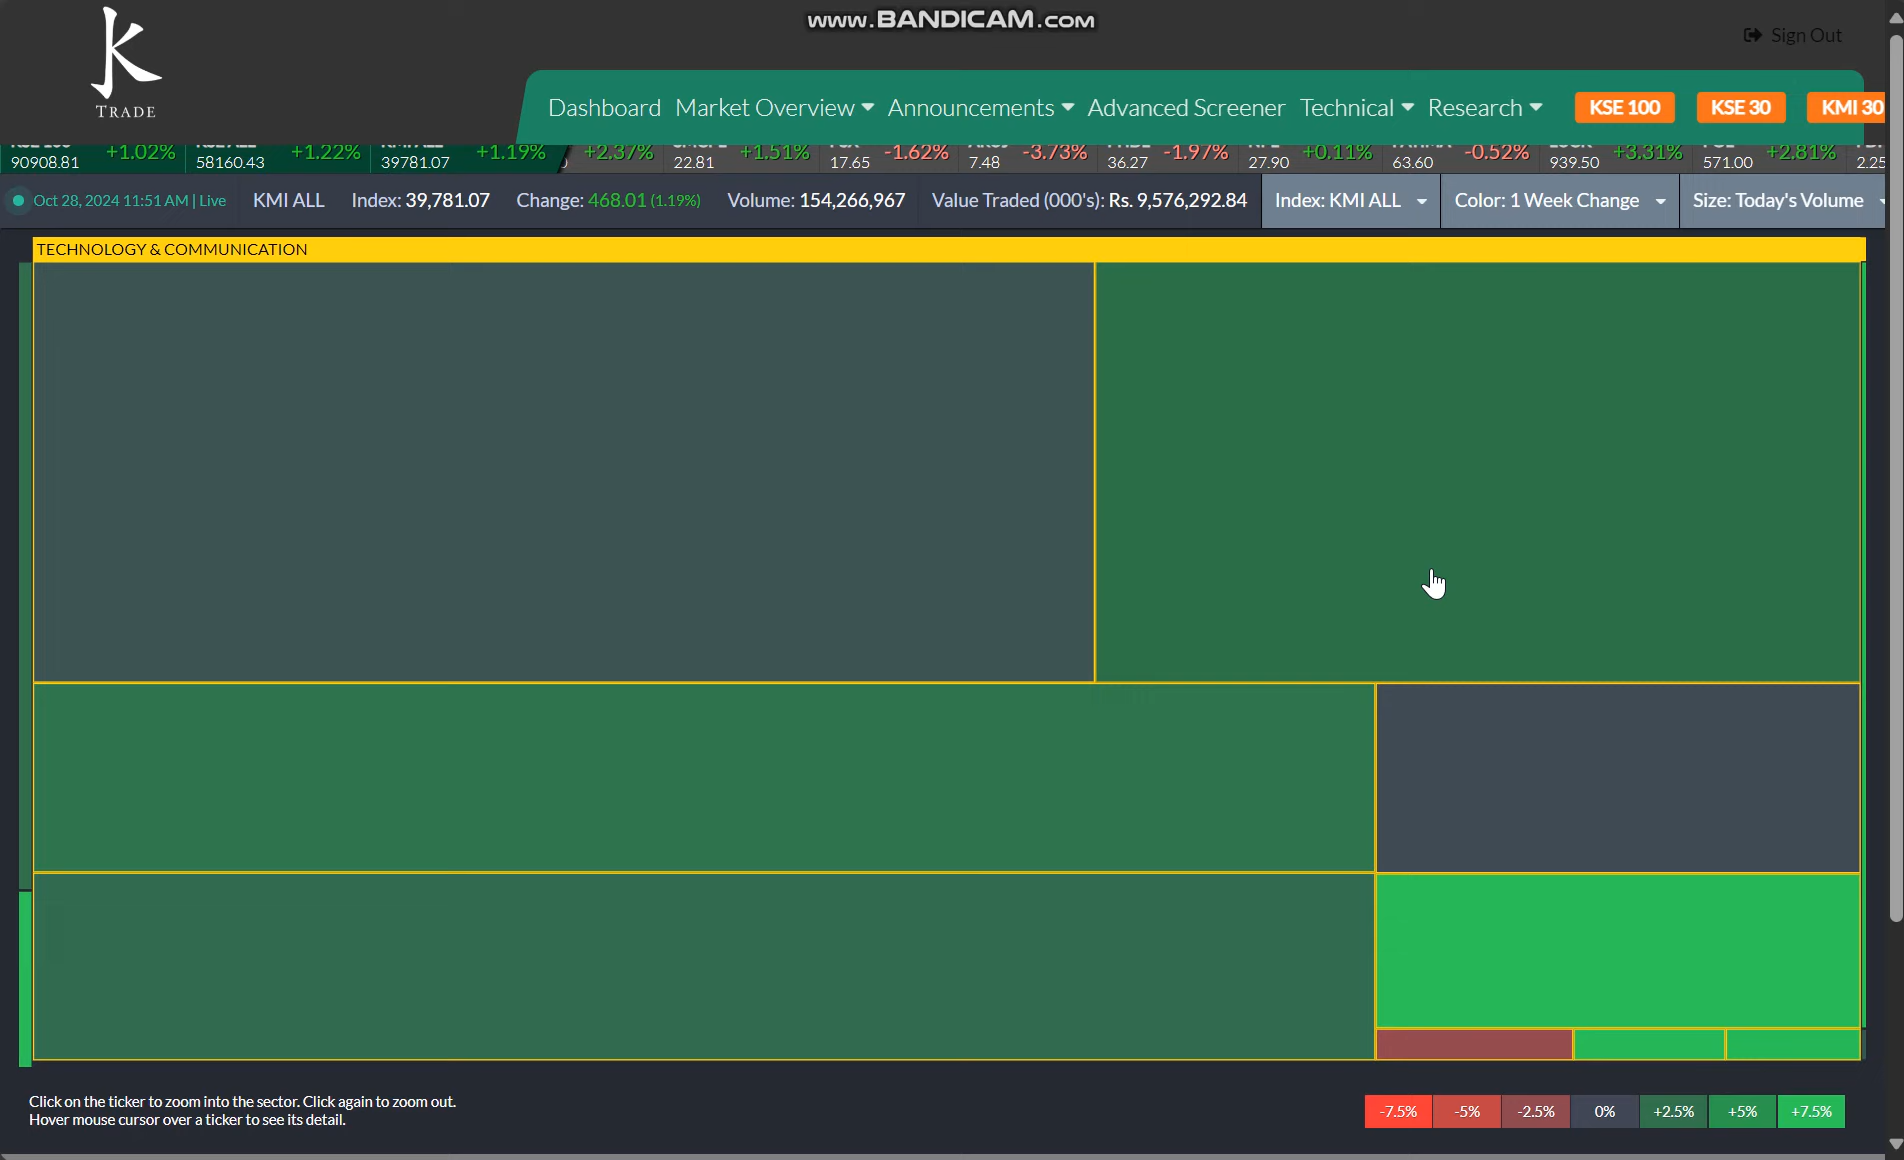 www.BANDICAM.com
K
TRADE
Sign Out
Dashboard Market Overview Announcements Advanced Screener Technical Research KSE 100 KSE 30 KMI 30
90908.81 +1.02% 58160.43 +1.22% 39781.07 +1.19% +2.37% 22.81 +1.51% 17.65 -1.62% 7.48 -3.73% 36.27 -1.97% 27.90 +0.11% 63.60 -0.52% 939.50 +3.31% 571.00 +2.81% 2.25
Oct 28, 2024 11:51 AM | Live KMI ALL Index: 39,781.07 Change: 468.01 (1.19%) Volume: 154,266,967 Value Traded (000's): Rs. 9,576,292.84 Index: KMI ALL Color: 1 Week Change Size: Today's Volume
TECHNOLOGY & COMMUNICATION
Click on the ticker to zoom into the sector. Click again to zoom out.
Hover mouse cursor over a ticker to see its detail.
-7.5% -5% -2.5% 0% +2.5% +5% +7.5%